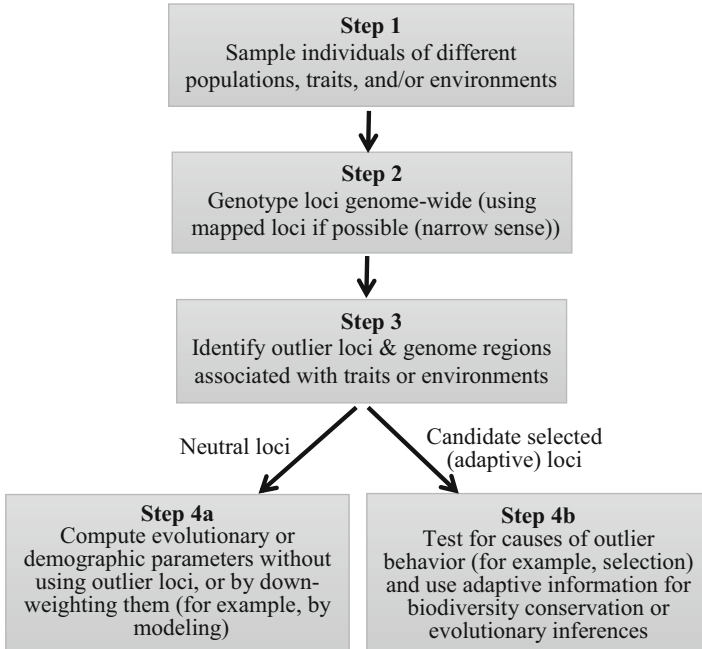 Step 1
Sample individuals of different
populations, traits, and/or environments
Step 2
Genotype loci genome-wide (using
mapped loci if possible (narrow sense))
Step 3
Identify outlier loci & genome regions
associated with traits or environments
Neutral loci
Candidate selected
(adaptive) loci
Step 4a
Compute evolutionary or
demographic parameters without
using outlier loci, or by down-
weighting them (for example, by
modeling)
Step 4b
Test for causes of outlier
behavior (for example, selection)
and use adaptive information for
biodiversity conservation or
evolutionary inferences